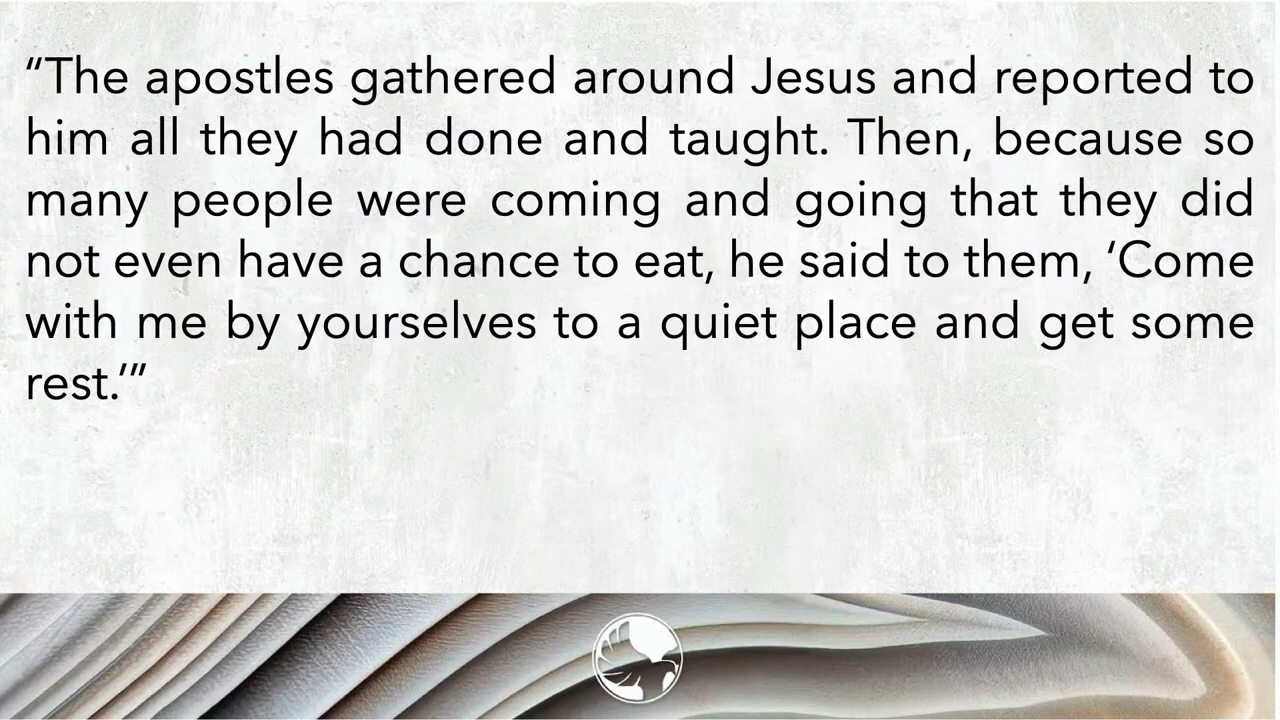 “The apostles gathered around Jesus and reported to
him all they had done and taught. Then, because so
many people were coming and going that they did
not even have a chance to eat, he said to them, ‘Come
with me by yourselves to a quiet place and get some
rest.’”